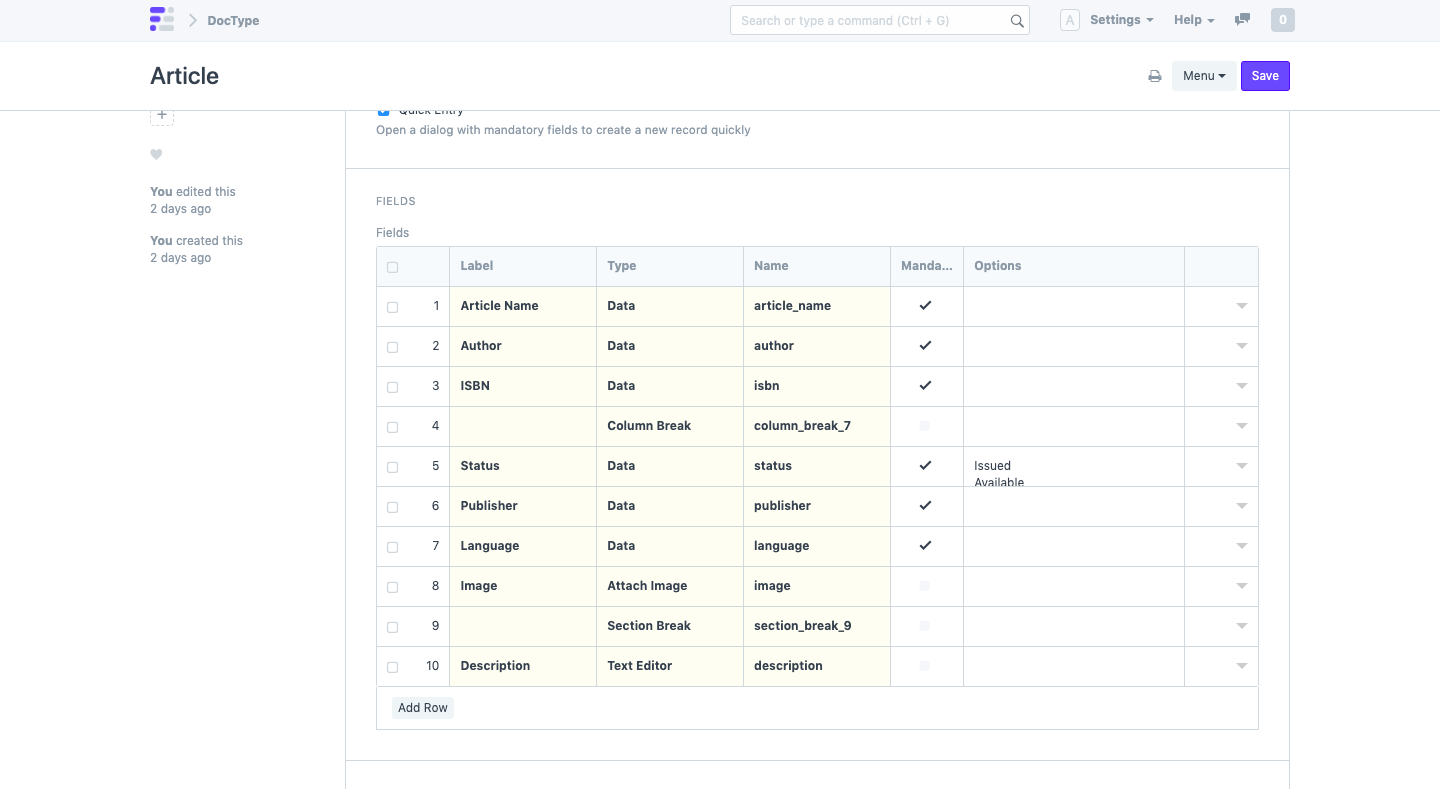 DocType
Search or type a command (Ctrl + G)
A
Settings
Help
0
Article
Menu
Save
Quick Entry
Open a dialog with mandatory fields to create a new record quickly
You edited this
2 days ago
You created this
2 days ago
FIELDS
Fields
Label Type Name Manda... Options
1 Article Name Data article_name
2 Author Data author
3 ISBN Data isbn
4 Column Break column_break_7
5 Status Data status Issued
Available
6 Publisher Data publisher
7 Language Data language
8 Image Attach Image image
9 Section Break section_break_9
10 Description Text Editor description
Add Row